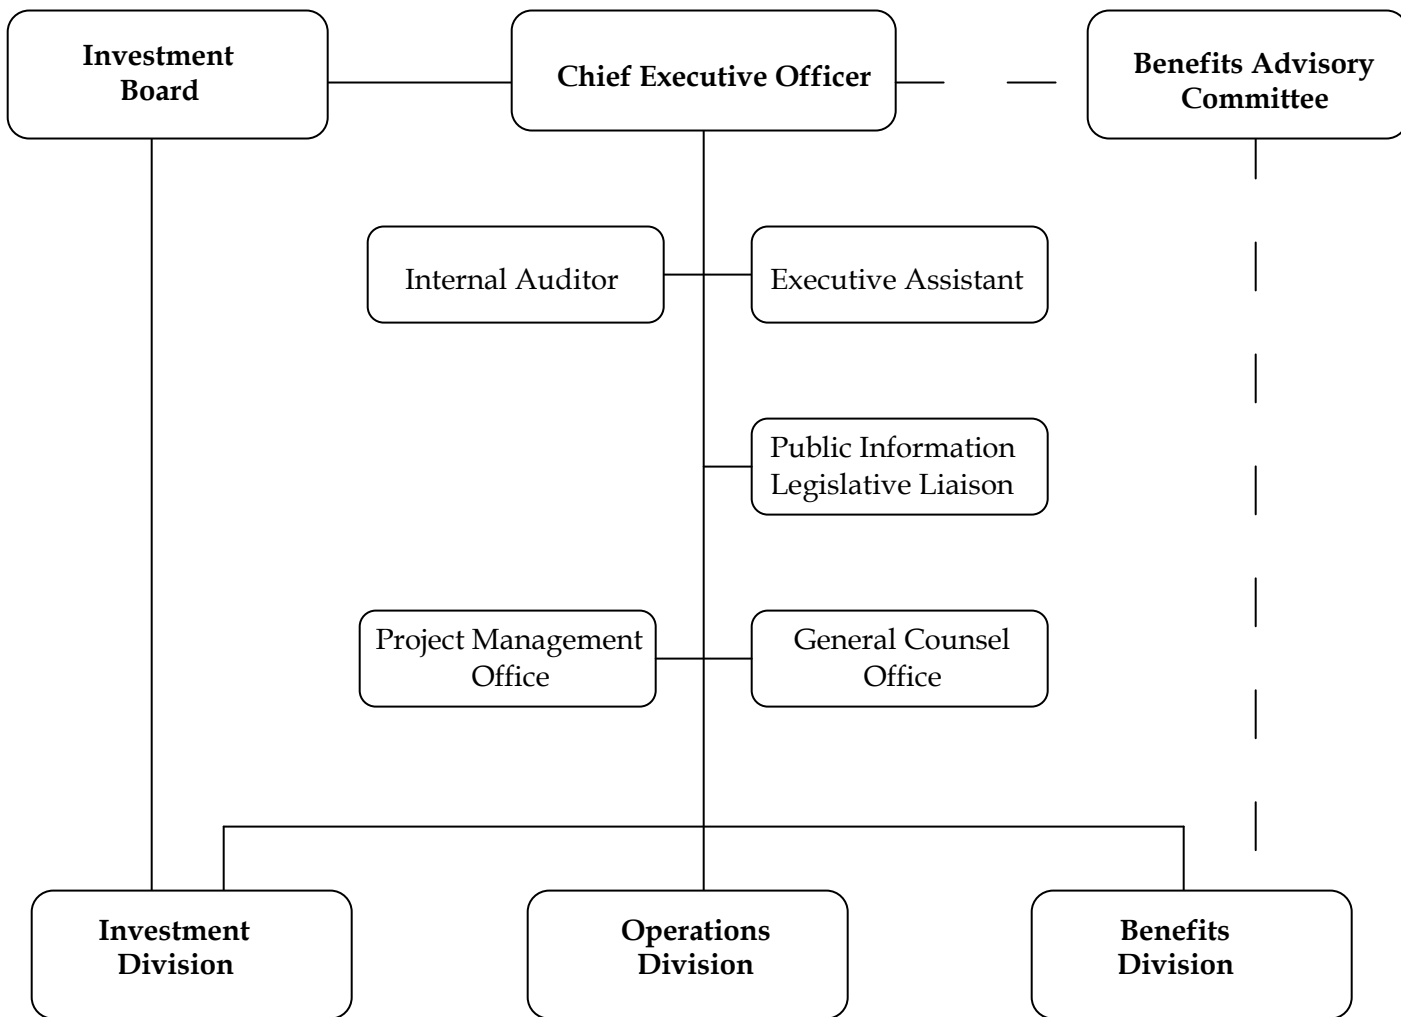 Investment
Board
Chief Executive Officer
Benefits Advisory
Committee
Internal Auditor
Executive Assistant
Public Information
Legislative Liaison
Project Management
Office
General Counsel
Office
Investment
Division
Operations
Division
Benefits
Division